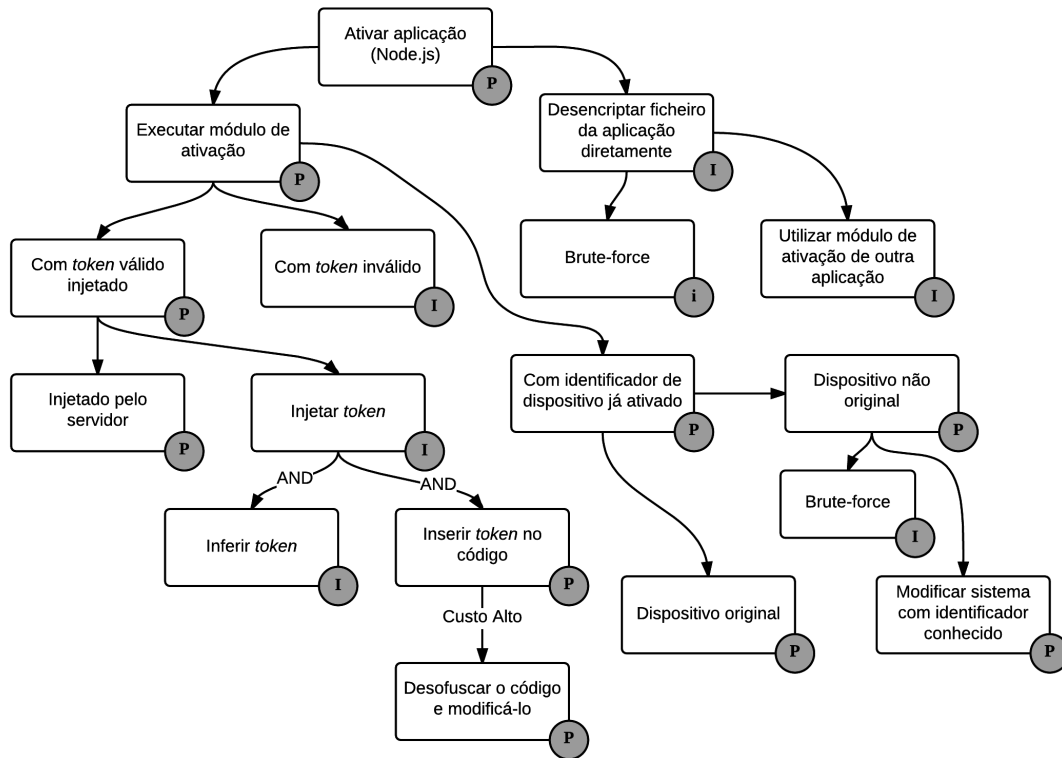 Ativar aplicação
(Node.js)
P
Executar módulo de
ativação
P
Desencriptar ficheiro
da aplicação
diretamente
I
Com token válido
injetado
P
Com token inválido
I
Brute-force
i
Utilizar módulo de
ativação de outra
aplicação
I
Injetado pelo
servidor
P
Injetar token
I
Com identificador de
dispositivo já ativado
P
Dispositivo não
original
P
AND
AND
Inferir token
I
Inserir token no
código
P
Brute-force
I
Custo Alto
Dispositivo original
P
Modificar sistema
com identificador
conhecido
P
Desofuscar o código
e modificá-lo
P